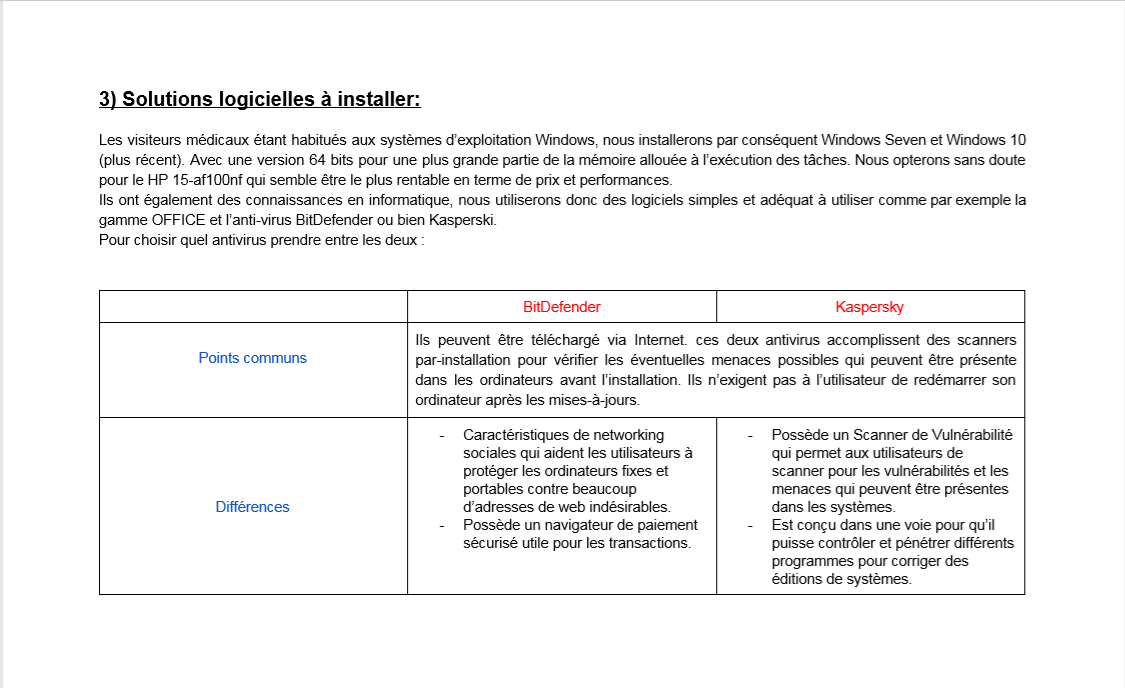 3) Solutions logicielles à installer:
Les visiteurs médicaux étant habitués aux systèmes d'exploitation Windows, nous installerons par conséquent Windows Seven et Windows 10
(plus récent). Avec une version 64 bits pour une plus grande partie de la mémoire allouée à l'exécution des tâches. Nous opterons sans doute
pour le HP 15-af100nf qui semble être le plus rentable en terme de prix et performances.
Ils ont également des connaissances en informatique, nous utiliserons donc des logiciels simples et adéquat à utiliser comme par exemple la
gamme OFFICE et l'anti-virus BitDefender ou bien Kasperski.
Pour choisir quel antivirus prendre entre les deux :
BitDefender
Kaspersky
Points communs
Ils peuvent être téléchargé via Internet. ces deux antivirus accomplissent des scanners
par-installation pour vérifier les éventuelles menaces possibles qui peuvent être présente
dans les ordinateurs avant l'installation. Ils n'exigent pas à l'utilisateur de redémarrer son
ordinateur après les mises-à-jours.
Différences
- Caractéristiques de networking
sociales qui aident les utilisateurs à
protéger les ordinateurs fixes et
portables contre beaucoup
d'adresses de web indésirables.
- Possède un navigateur de paiement
sécurisé utile pour les transactions.
- Possède un Scanner de Vulnérabilité
qui permet aux utilisateurs de
scanner pour les vulnérabilités et les
menaces qui peuvent être présentes
dans les systèmes.
- Est conçu dans une voie pour qu'il
puisse contrôler et pénétrer différents
programmes pour corriger des
éditions de systèmes.